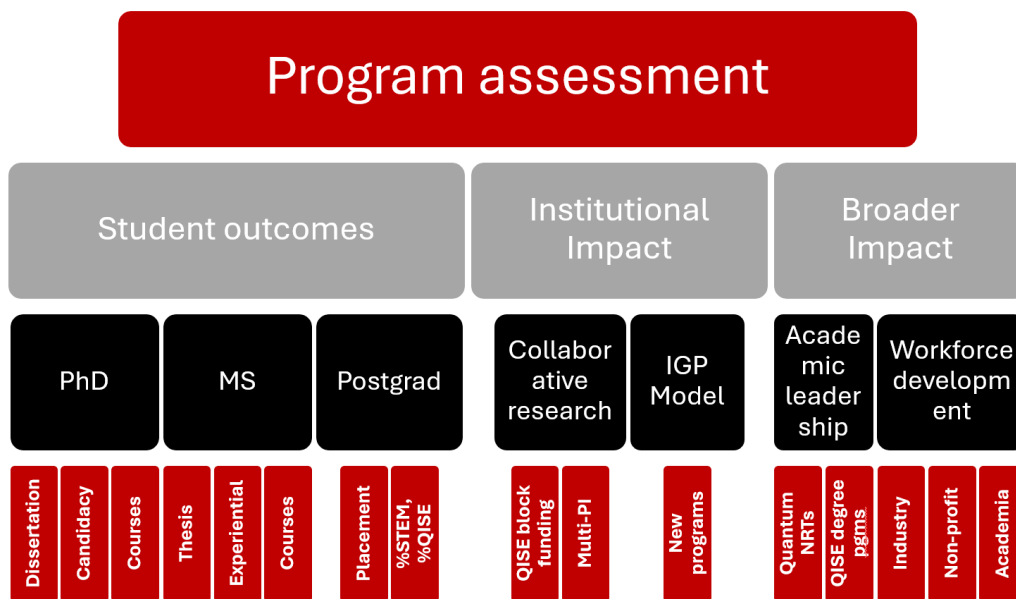 Program assessment
Student outcomes
Institutional
Impact
Broader
Impact
PhD
MS
Postgrad
Collabor
ative
research
IGP
Model
Acade
mic
leader
ship
Workforce
developm
ent
Dissertation
Candidacy
Courses
Thesis
Experiential
Courses
Placement
%STEM,
%QISE
QISE block
funding
Multi-PI
New
programs
Quantum
NRTs
QISE degree
pgms
Industry
Non-profit
Academia